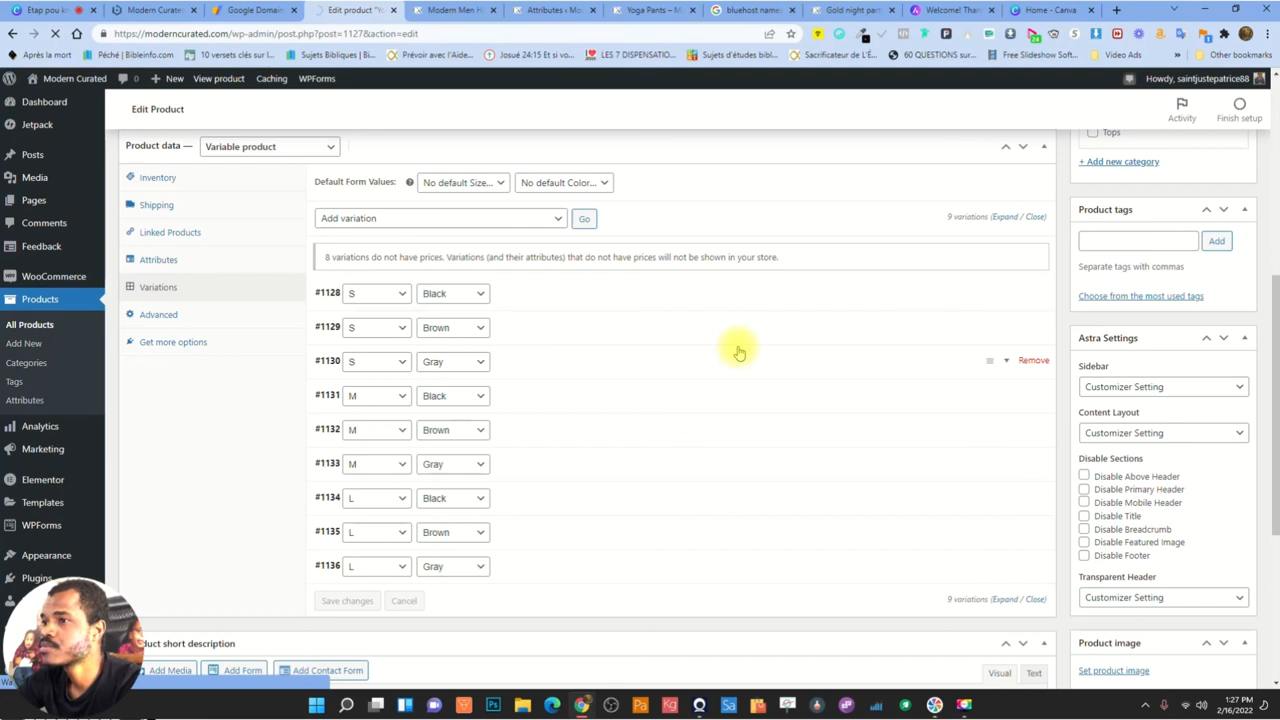 Etap pou k
Modern Curate
Google Domain
Edit product "Yo
Modern Men H
Attributes ‹ Mo
Yoga Pants – M
bluehost name
Gold night part
Welcome! Than
Home - Canva
https://moderncurated.com/wp-admin/post.php?post=1127&action=edit
Après la mort
Péché | Bibleinfo.com
10 versets clés sur...
Sujets Bibliques | Bi...
Prévoir avec l'Aide...
Josué 24:15 Et si vo...
LES 7 DISPENSATIO...
Sujets d'études bibl...
Sacrificateur de L'É...
60 QUESTIONS sur...
Free Slideshow Soft...
Video Ads
»
Other bookmarks
Modern Curated
0
New
View product
Caching
WPForms
Howdy, saintjustepatrice88
Dashboard
Jetpack
Posts
Media
Pages
Comments
Feedback
WooCommerce
Products
All Products
Add New
Categories
Tags
Attributes
Analytics
Marketing
Elementor
Templates
WPForms
Appearance
Plugins
Edit Product
Activity
Finish setup
Product data —
Variable product
Inventory
Shipping
Linked Products
Attributes
Variations
Advanced
Get more options
Default Form Values:
No default Size...
No default Color...
Add variation
Go
9 variations (Expand / Close)
8 variations do not have prices. Variations (and their attributes) that do not have prices will not be shown in your store.
#1128 S Black
#1129 S Brown
#1130 S Gray
Remove
#1131 M Black
#1132 M Brown
#1133 M Gray
#1134 L Black
#1135 L Brown
#1136 L Gray
Save changes
Cancel
9 variations (Expand / Close)
oduct short description
Add Media
Add Form
Add Contact Form
Visual
Text
Tops
+ Add new category
Product tags
Add
Separate tags with commas
Choose from the most used tags
Astra Settings
Sidebar
Customizer Setting
Content Layout
Customizer Setting
Disable Sections
Disable Above Header
Disable Primary Header
Disable Mobile Header
Disable Title
Disable Breadcrumb
Disable Featured Image
Disable Footer
Transparent Header
Customizer Setting
Product image
Set product image
1:27 PM
2/16/2022